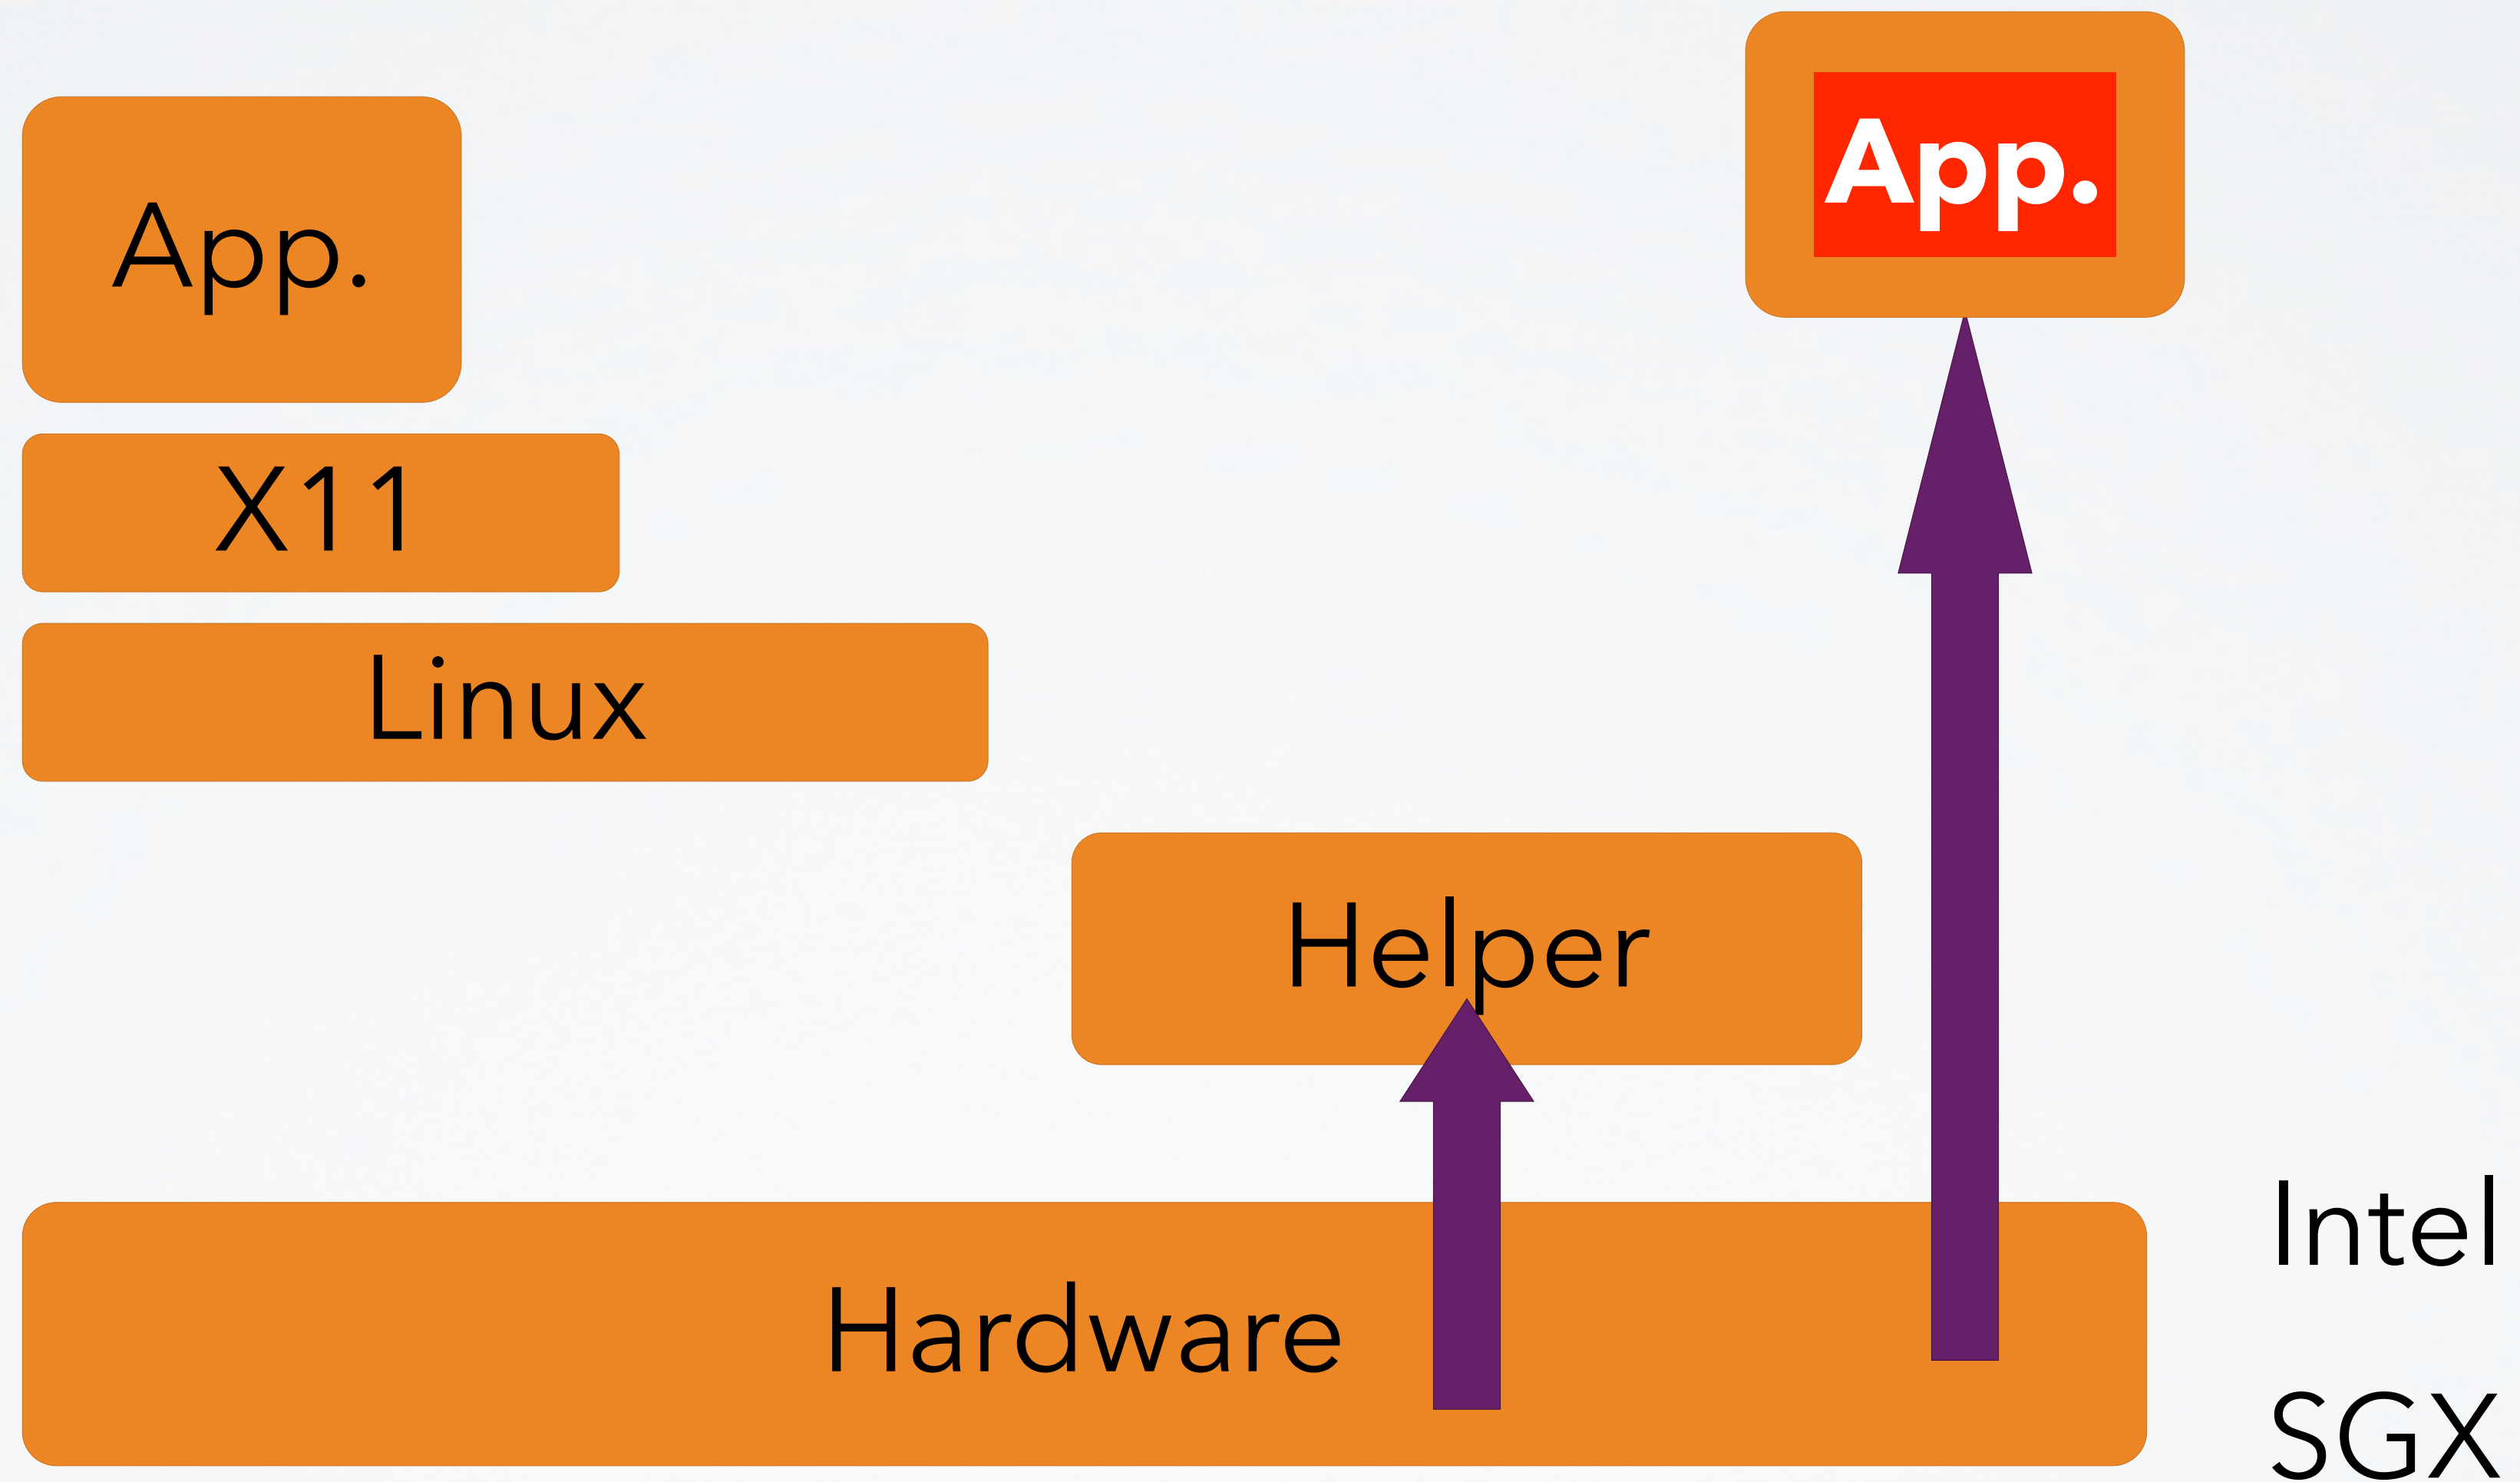 App.
App.
X11
Linux
Helper
Hardware
Intel
SGX